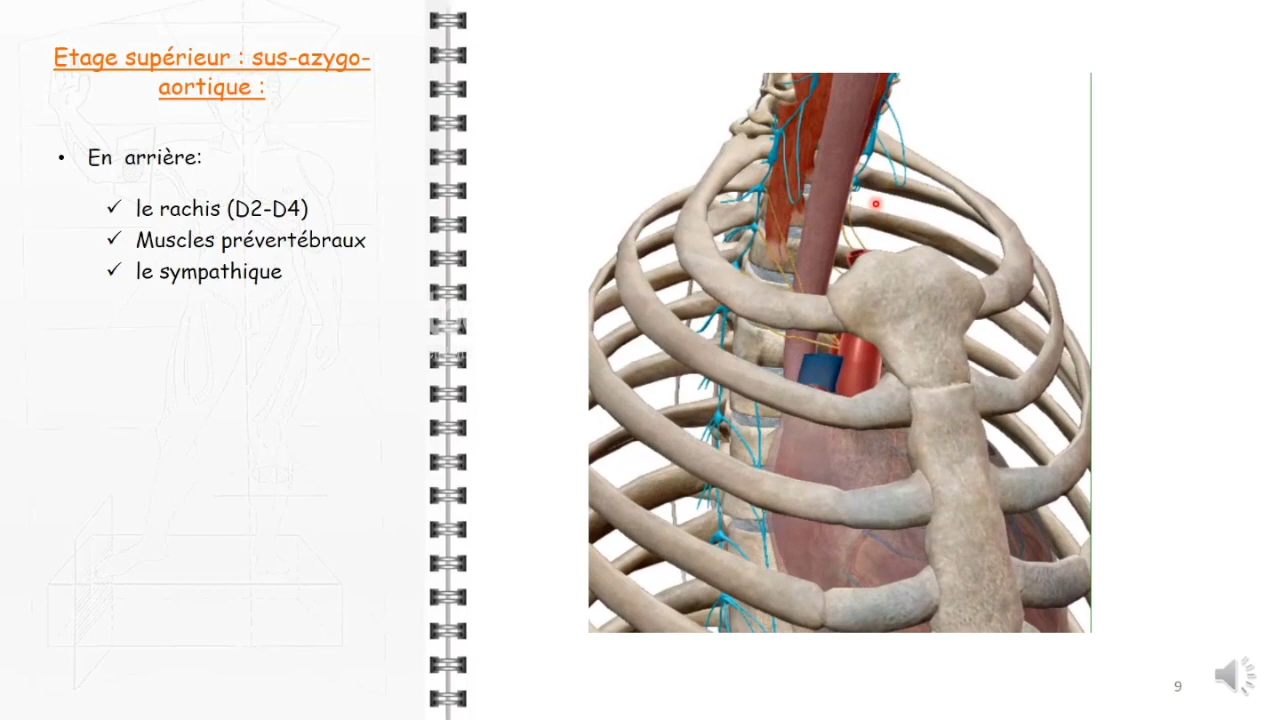 Etage supérieur : sus-azygo-
aortique :
• En arrière:
✓ le rachis (D2-D4)
✓ Muscles prévertébraux
✓ le sympathique
9